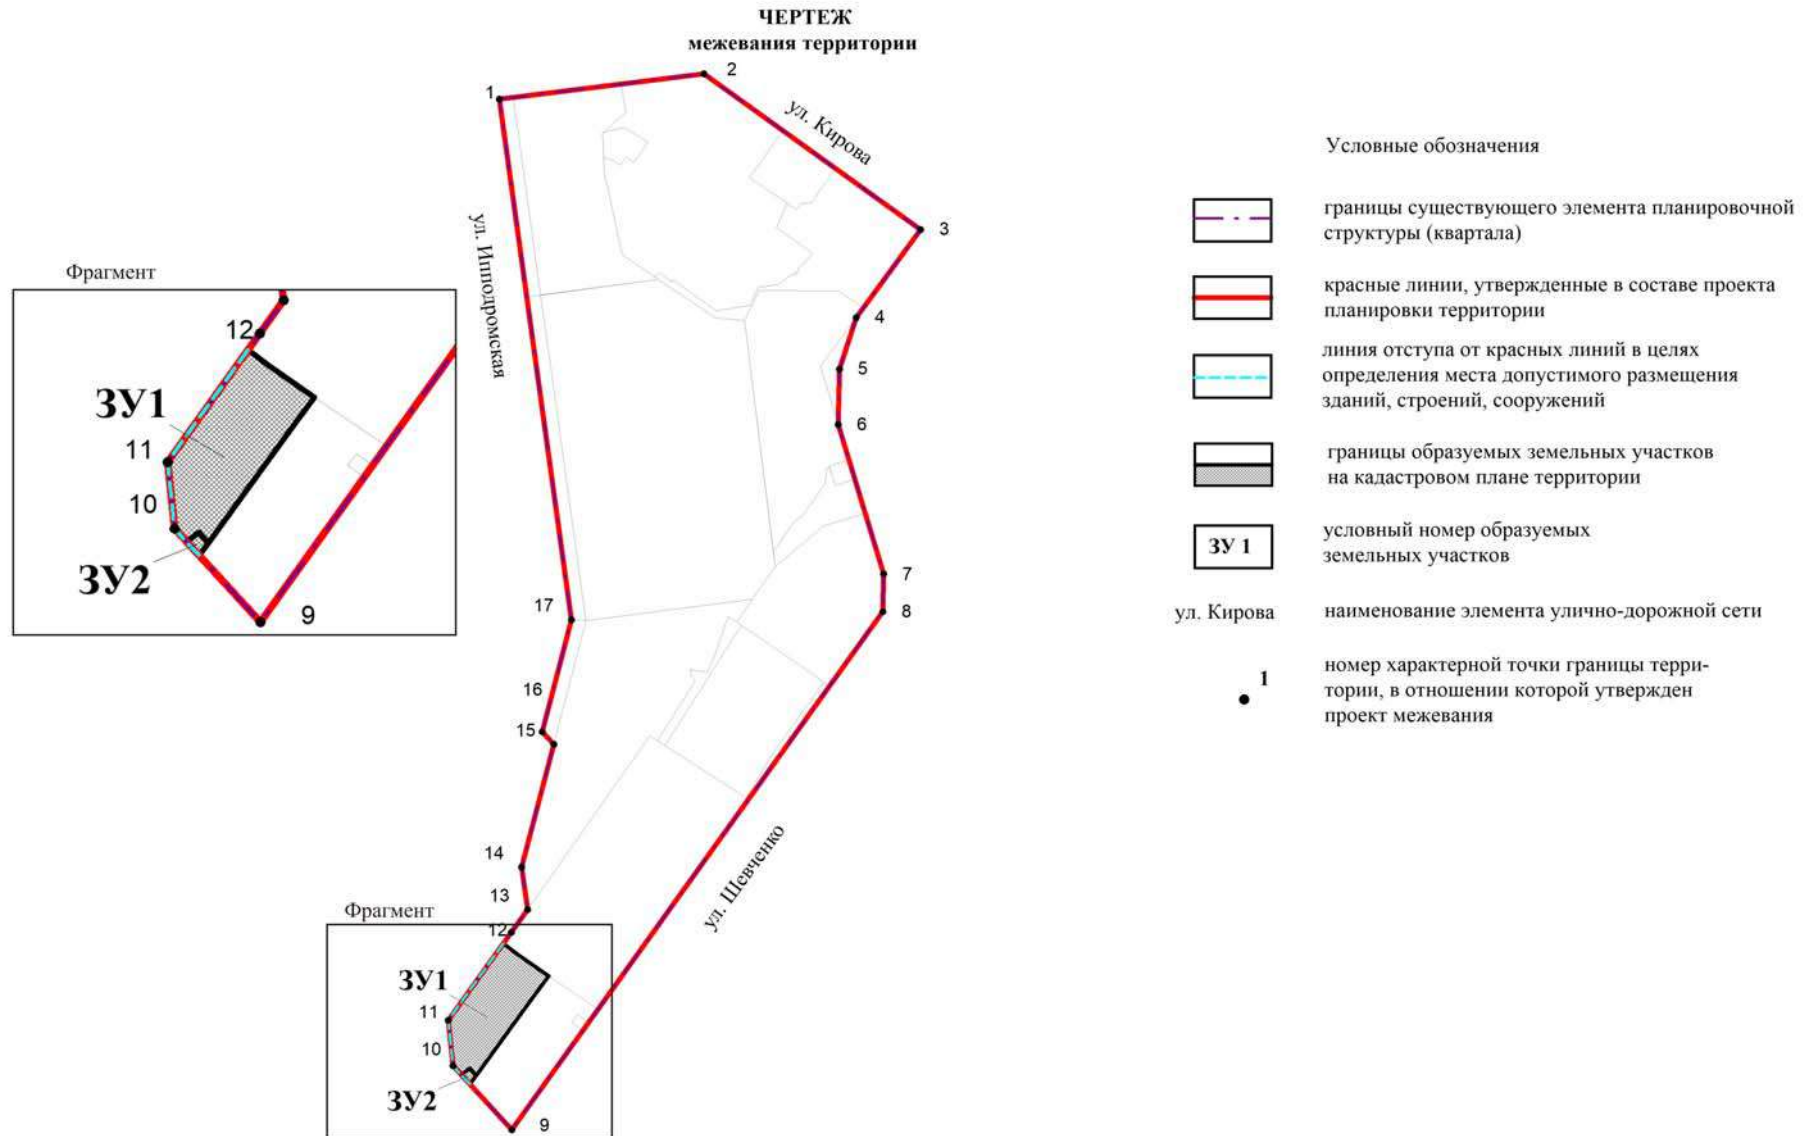 ЧЕРТЕЖ
межевания территории
1
2
ул. Кирова
3
ул. Ипподромская
4
5
6
7
8
17
16
15
14
13
ул. Шевченко
Фрагмент
12
ЗУ1
11
10
ЗУ2
9
Фрагмент
12
ЗУ1
11
10
ЗУ2
9
Условные обозначения
границы существующего элемента планировочной
структуры (квартала)
красные линии, утвержденные в составе проекта
планировки территории
линия отступа от красных линий в целях
определения места допустимого размещения
зданий, строений, сооружений
границы образуемых земельных участков
на кадастровом плане территории
ЗУ 1
условный номер образуемых
земельных участков
ул. Кирова
наименование элемента улично-дорожной сети
1
номер характерной точки границы терри-
тории, в отношении которой утвержден
проект межевания